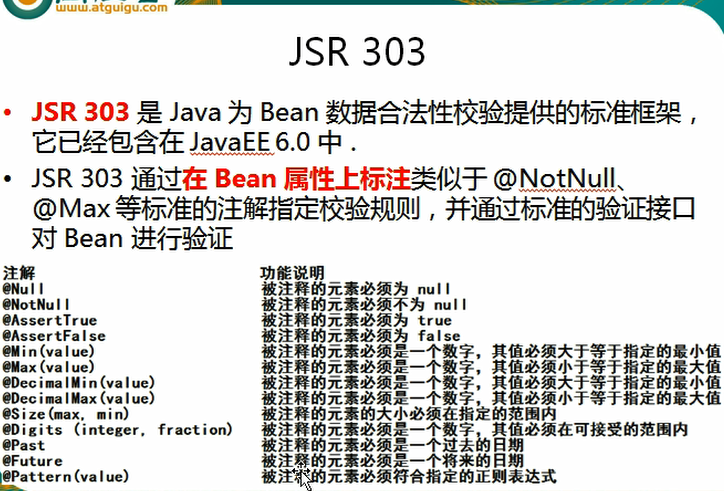 www.atguigu.com
JSR 303
• JSR 303 是 Java 为 Bean 数据合法性校验提供的标准框架，
它已经包含在 JavaEE 6.0 中 .
• JSR 303 通过在 Bean 属性上标注类似于 @NotNull、
@Max 等标准的注解指定校验规则，并通过标准的验证接口
对 Bean 进行验证
注解 功能说明
@Null 被注释的元素必须为 null
@NotNull 被注释的元素必须不为 null
@AssertTrue 被注释的元素必须为 true
@AssertFalse 被注释的元素必须为 false
@Min(value) 被注释的元素必须是一个数字，其值必须大于等于指定的最小值
@Max(value) 被注释的元素必须是一个数字，其值必须小于等于指定的最大值
@DecimalMin(value) 被注释的元素必须是一个数字，其值必须大于等于指定的最小值
@DecimalMax(value) 被注释的元素必须是一个数字，其值必须小于等于指定的最大值
@Size(max, min) 被注释的元素的大小必须在指定的范围内
@Digits (integer, fraction) 被注释的元素必须是一个数字，其值必须在可接受的范围内
@Past 被注释的元素必须是一个过去的日期
@Future 被注释的元素必须是一个将来的日期
@Pattern(value) 被注释的元素必须符合指定的正则表达式